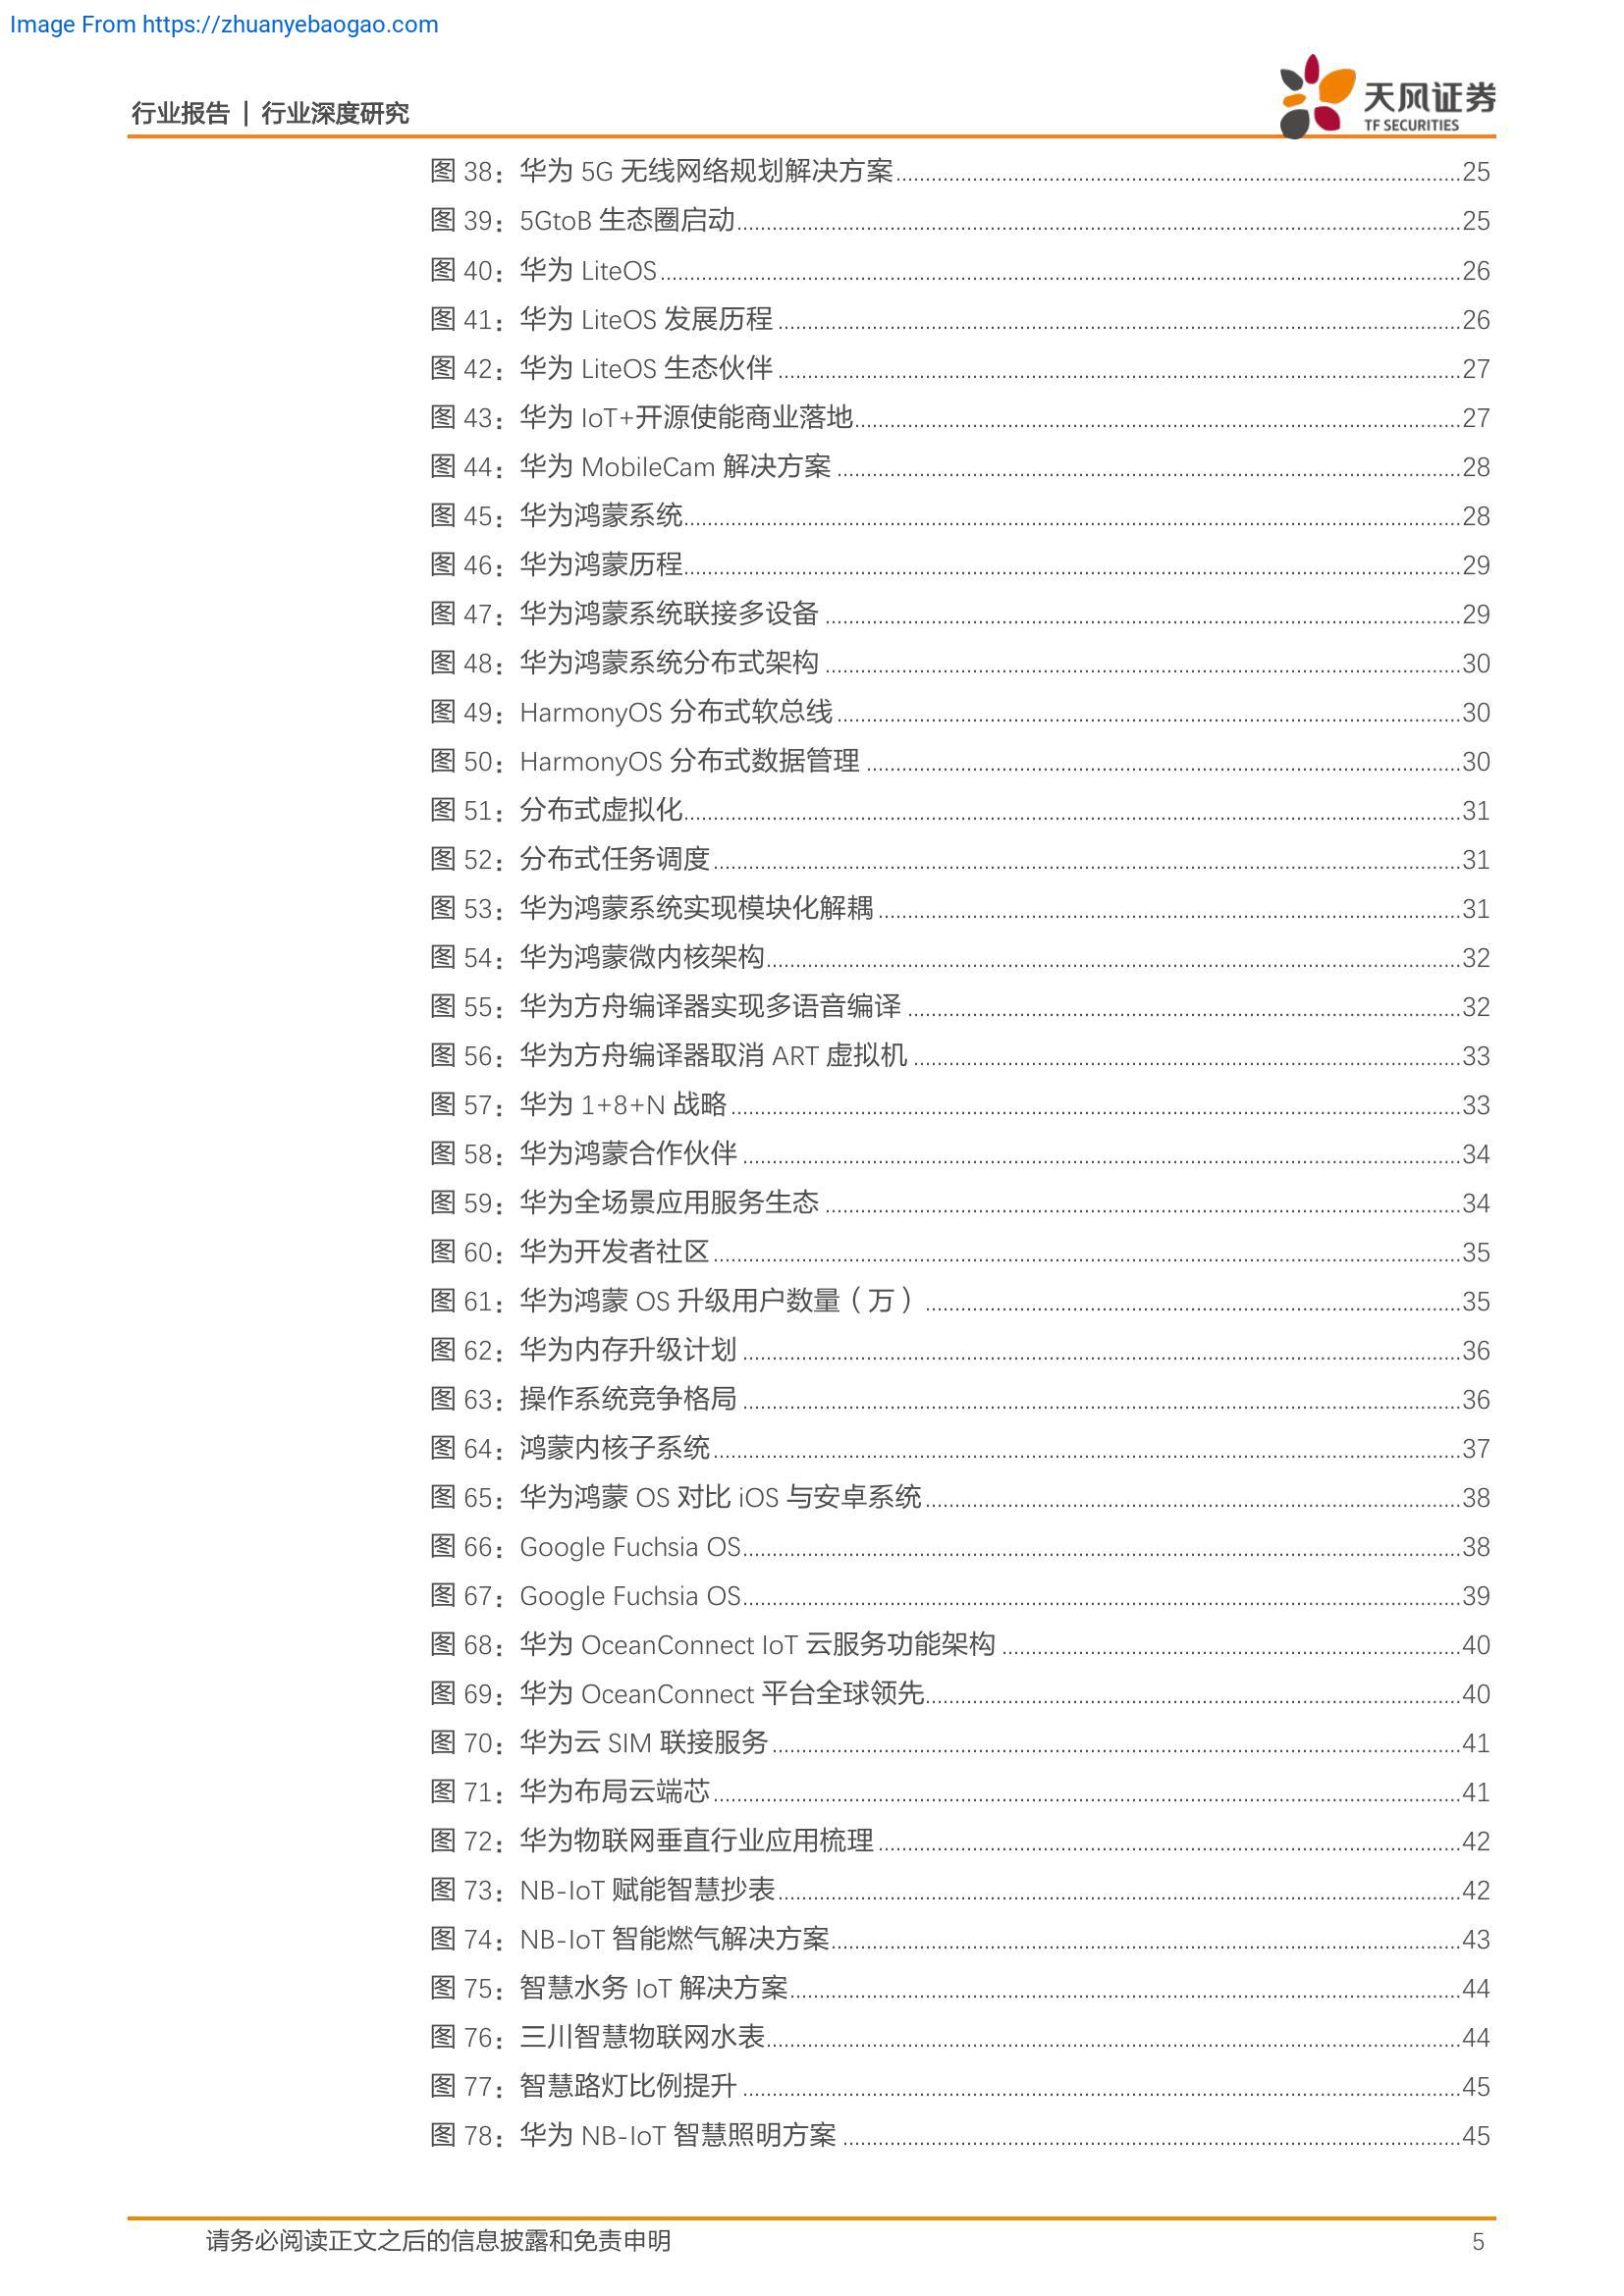 Image From https://zhuanyebaogao.com
行业报告 | 行业深度研究
天风证券
TF SECURITIES
图 38：华为 5G 无线网络规划解决方案 25
图 39：5GtoB 生态圈启动 25
图 40：华为 LiteOS 26
图 41：华为 LiteOS 发展历程 26
图 42：华为 LiteOS 生态伙伴 27
图 43：华为 IoT+开源使能商业落地 27
图 44：华为 MobileCam 解决方案 28
图 45：华为鸿蒙系统 28
图 46：华为鸿蒙历程 29
图 47：华为鸿蒙系统联接多设备 29
图 48：华为鸿蒙系统分布式架构 30
图 49：HarmonyOS 分布式软总线 30
图 50：HarmonyOS 分布式数据管理 30
图 51：分布式虚拟化 31
图 52：分布式任务调度 31
图 53：华为鸿蒙系统实现模块化解耦 31
图 54：华为鸿蒙微内核架构 32
图 55：华为方舟编译器实现多语音编译 32
图 56：华为方舟编译器取消 ART 虚拟机 33
图 57：华为 1+8+N 战略 33
图 58：华为鸿蒙合作伙伴 34
图 59：华为全场景应用服务生态 34
图 60：华为开发者社区 35
图 61：华为鸿蒙 OS 升级用户数量（万） 35
图 62：华为内存升级计划 36
图 63：操作系统竞争格局 36
图 64：鸿蒙内核子系统 37
图 65：华为鸿蒙 OS 对比 iOS 与安卓系统 38
图 66：Google Fuchsia OS 38
图 67：Google Fuchsia OS 39
图 68：华为 OceanConnect IoT 云服务功能架构 40
图 69：华为 OceanConnect 平台全球领先 40
图 70：华为云 SIM 联接服务 41
图 71：华为布局云端芯 41
图 72：华为物联网垂直行业应用梳理 42
图 73：NB-IoT 赋能智慧抄表 42
图 74：NB-IoT 智能燃气解决方案 43
图 75：智慧水务 IoT 解决方案 44
图 76：三川智慧物联网水表 44
图 77：智慧路灯比例提升 45
图 78：华为 NB-IoT 智慧照明方案 45
请务必阅读正文之后的信息披露和免责申明 5